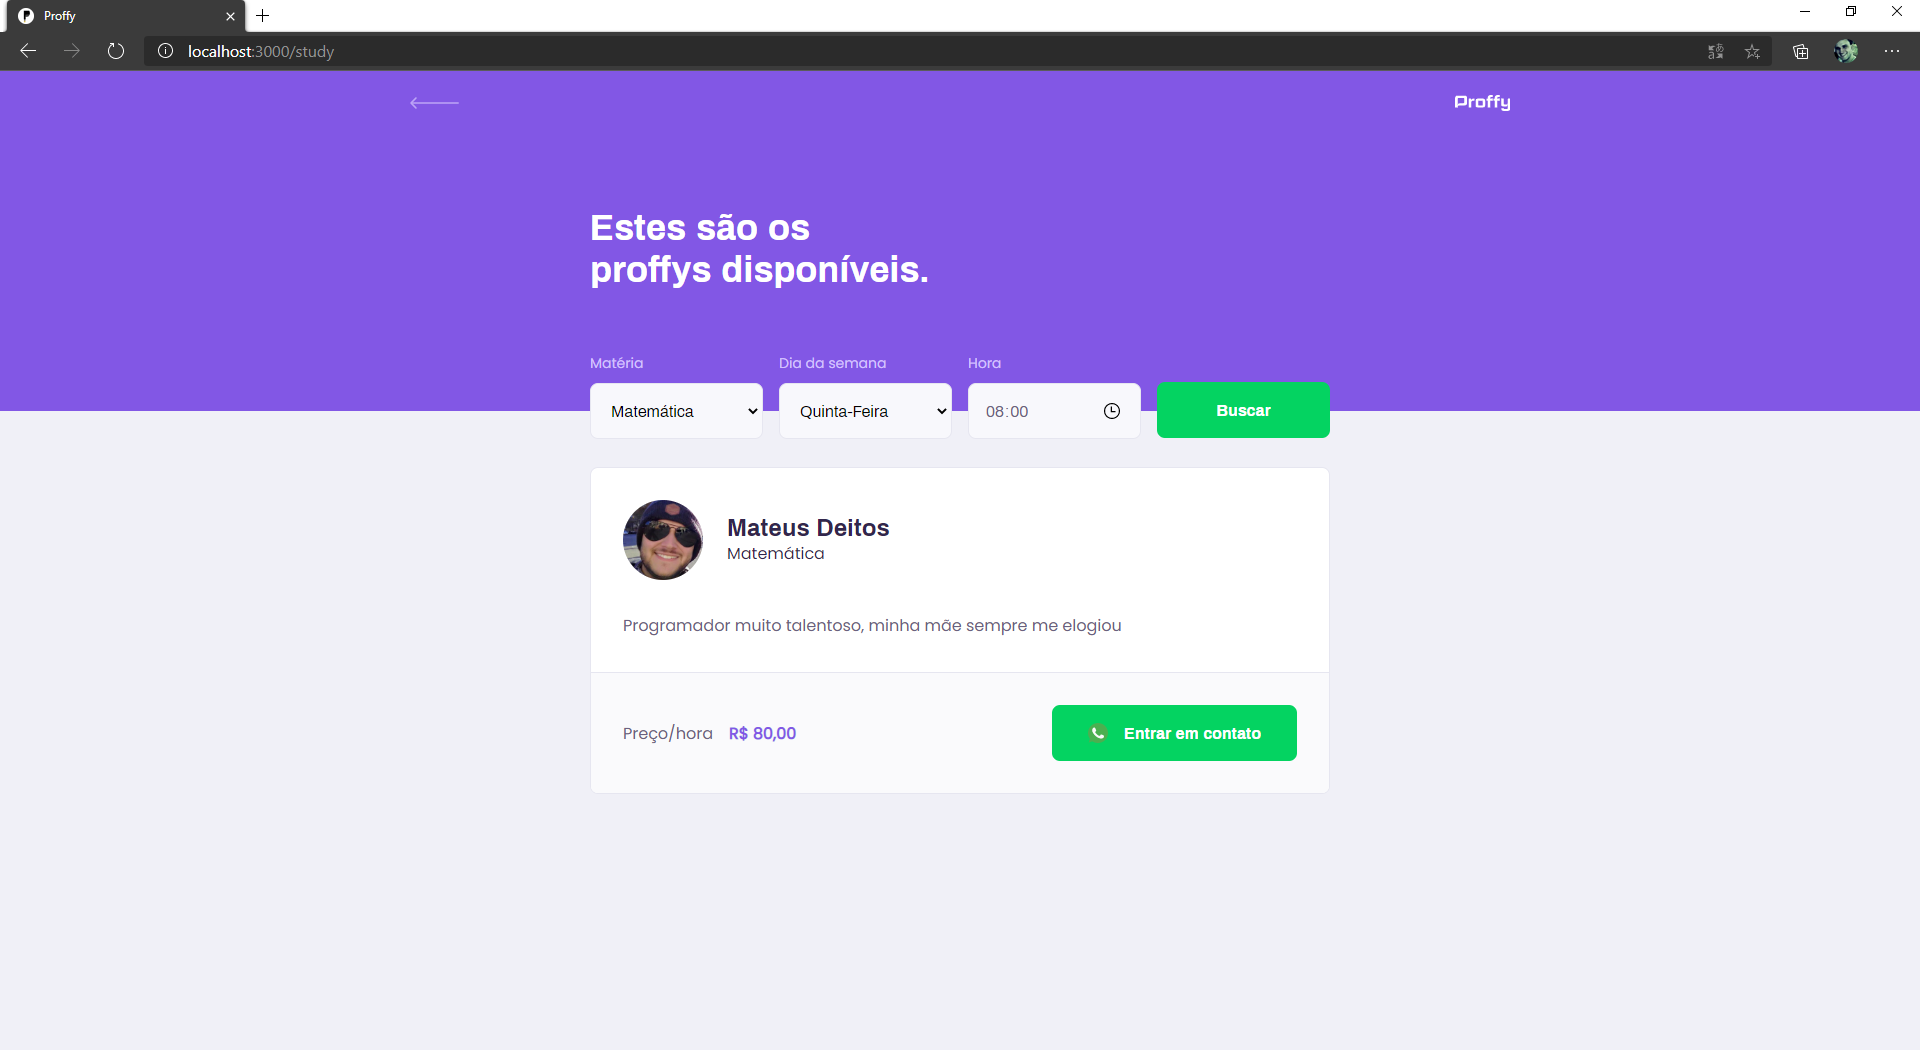 Proffy
localhost:3000/study
Proffy
Estes são os
proffys disponíveis.
Matéria Dia da semana Hora
Matemática Quinta-Feira 08:00 Buscar
Mateus Deitos
Matemática
Programador muito talentoso, minha mãe sempre me elogiou
Preço/hora R$ 80,00 Entrar em contato